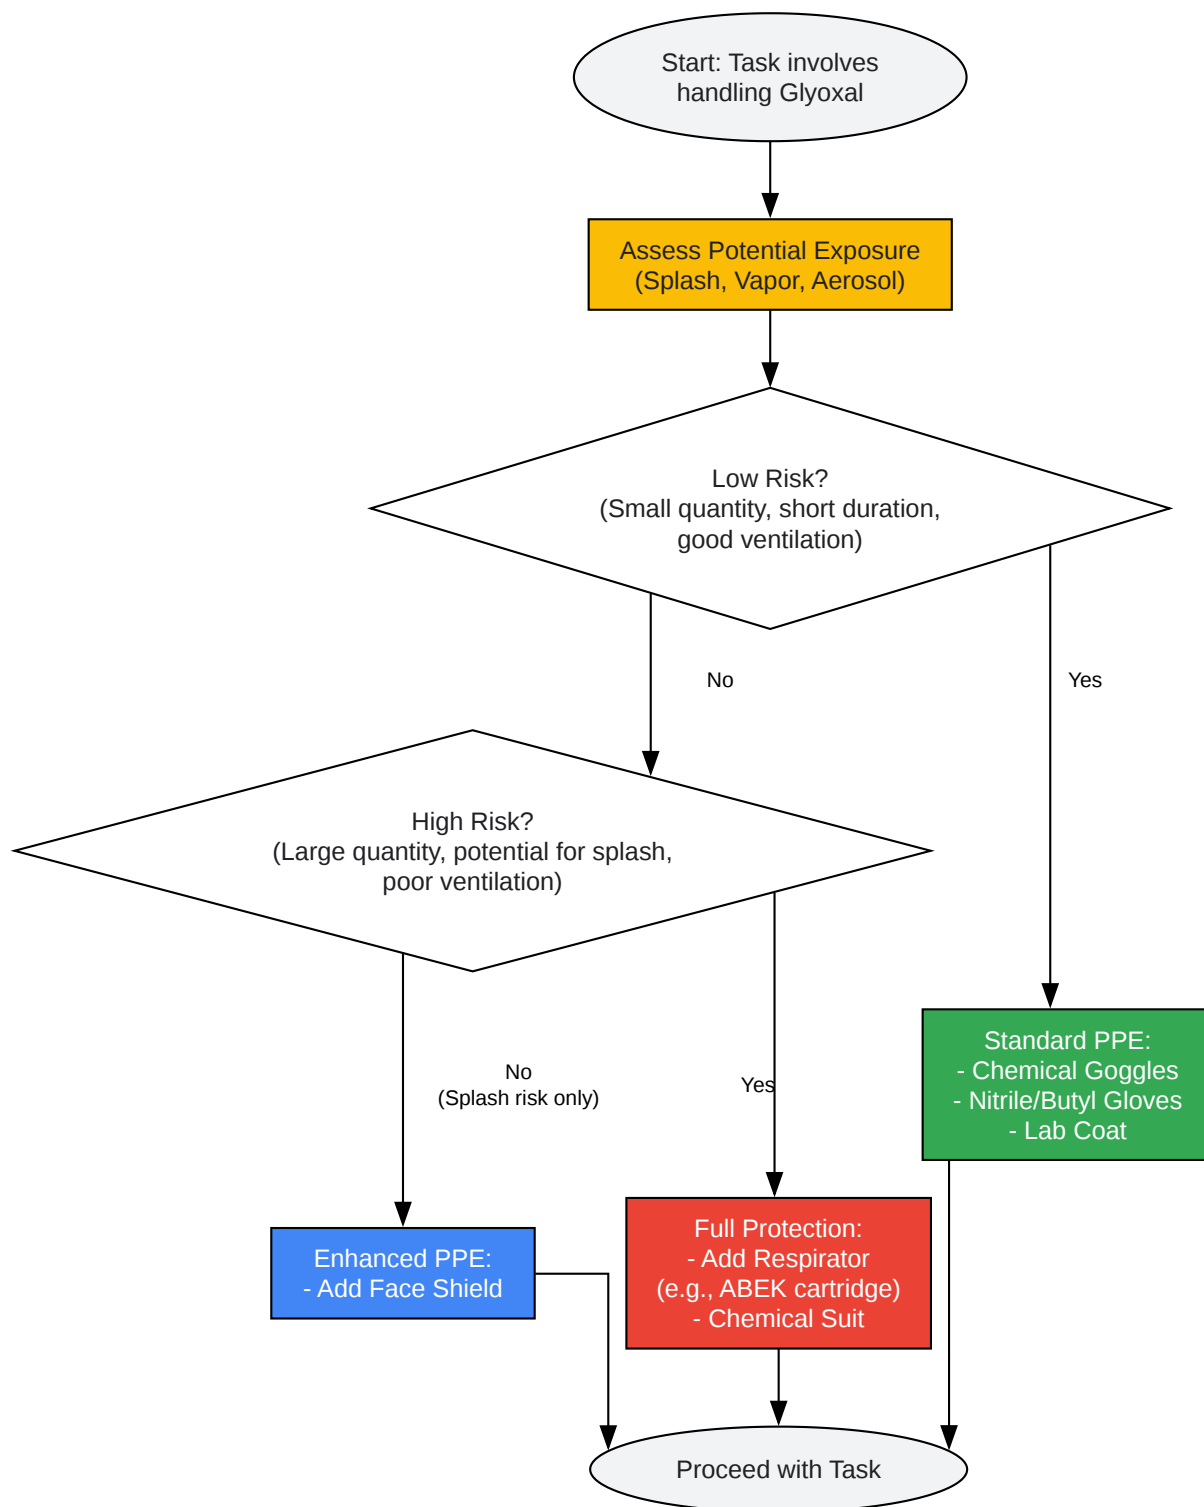 Start: Task involves
handling Glyoxal
Assess Potential Exposure
(Splash, Vapor, Aerosol)
Low Risk?
(Small quantity, short duration,
good ventilation)
No
Yes
High Risk?
(Large quantity, potential for splash,
poor ventilation)
No
(Splash risk only)
Yes
Standard PPE:
- Chemical Goggles
- Nitrile/Butyl Gloves
- Lab Coat
Enhanced PPE:
- Add Face Shield
Full Protection:
- Add Respirator
(e.g., ABEK cartridge)
- Chemical Suit
Proceed with Task